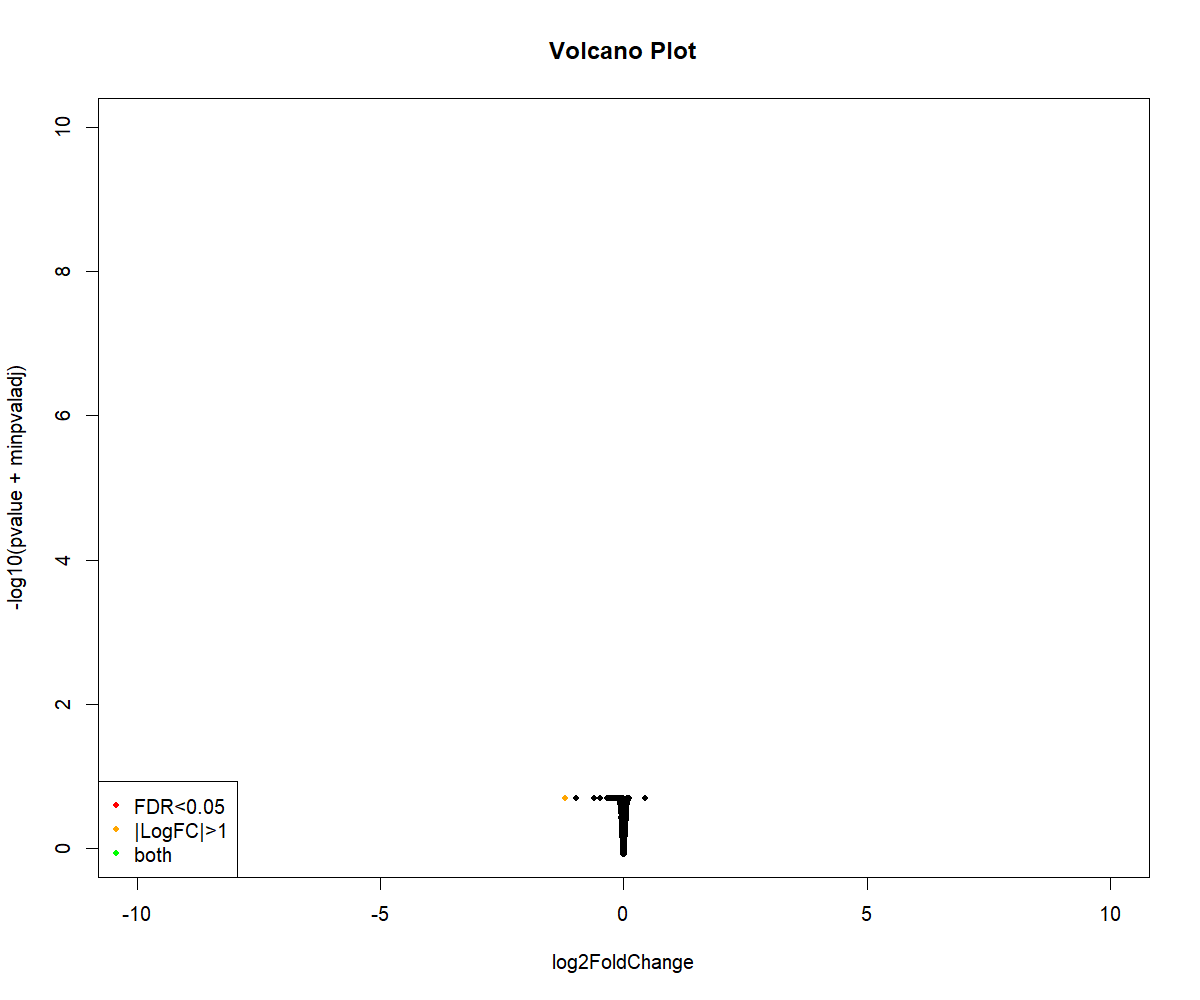 Volcano Plot
-log10(pvalue + minpvaladj)
10
8
6
4
2
0
FDR<0.05
|LogFC|>1
both
-10 -5 0 5 10
log2FoldChange